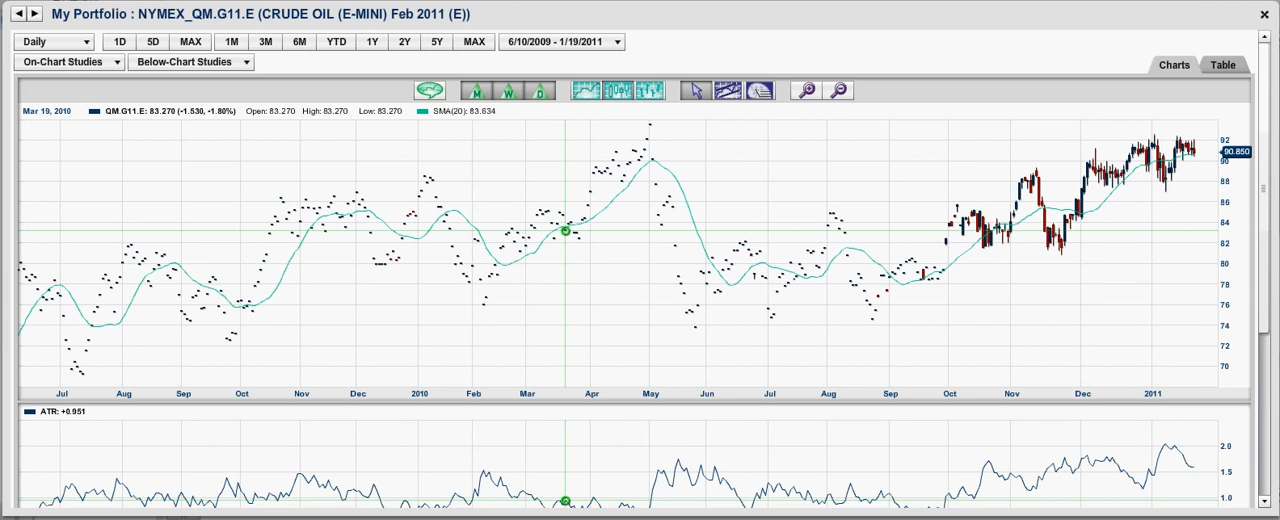 My Portfolio : NYMEX_QM.G11.E (CRUDE OIL (E-MINI) Feb 2011 (E))
Daily 1D 5D MAX 1M 3M 6M YTD 1Y 2Y 5Y MAX 6/10/2009 - 1/19/2011
On-Chart Studies Below-Chart Studies Charts Table
M W D
Mar 19, 2010 QM.G11.E: 83.270 (-1.530, -1.80%) Open: 83.270 High: 83.270 Low: 83.270 SMA(20): 83.634
92
90.850
90
88
86
84
82
80
78
76
74
72
70
Jul Aug Sep Oct Nov Dec 2010 Feb Mar Apr May Jun Jul Aug Sep Oct Nov Dec 2011
ATR: +0.951
2.0
1.5
1.0